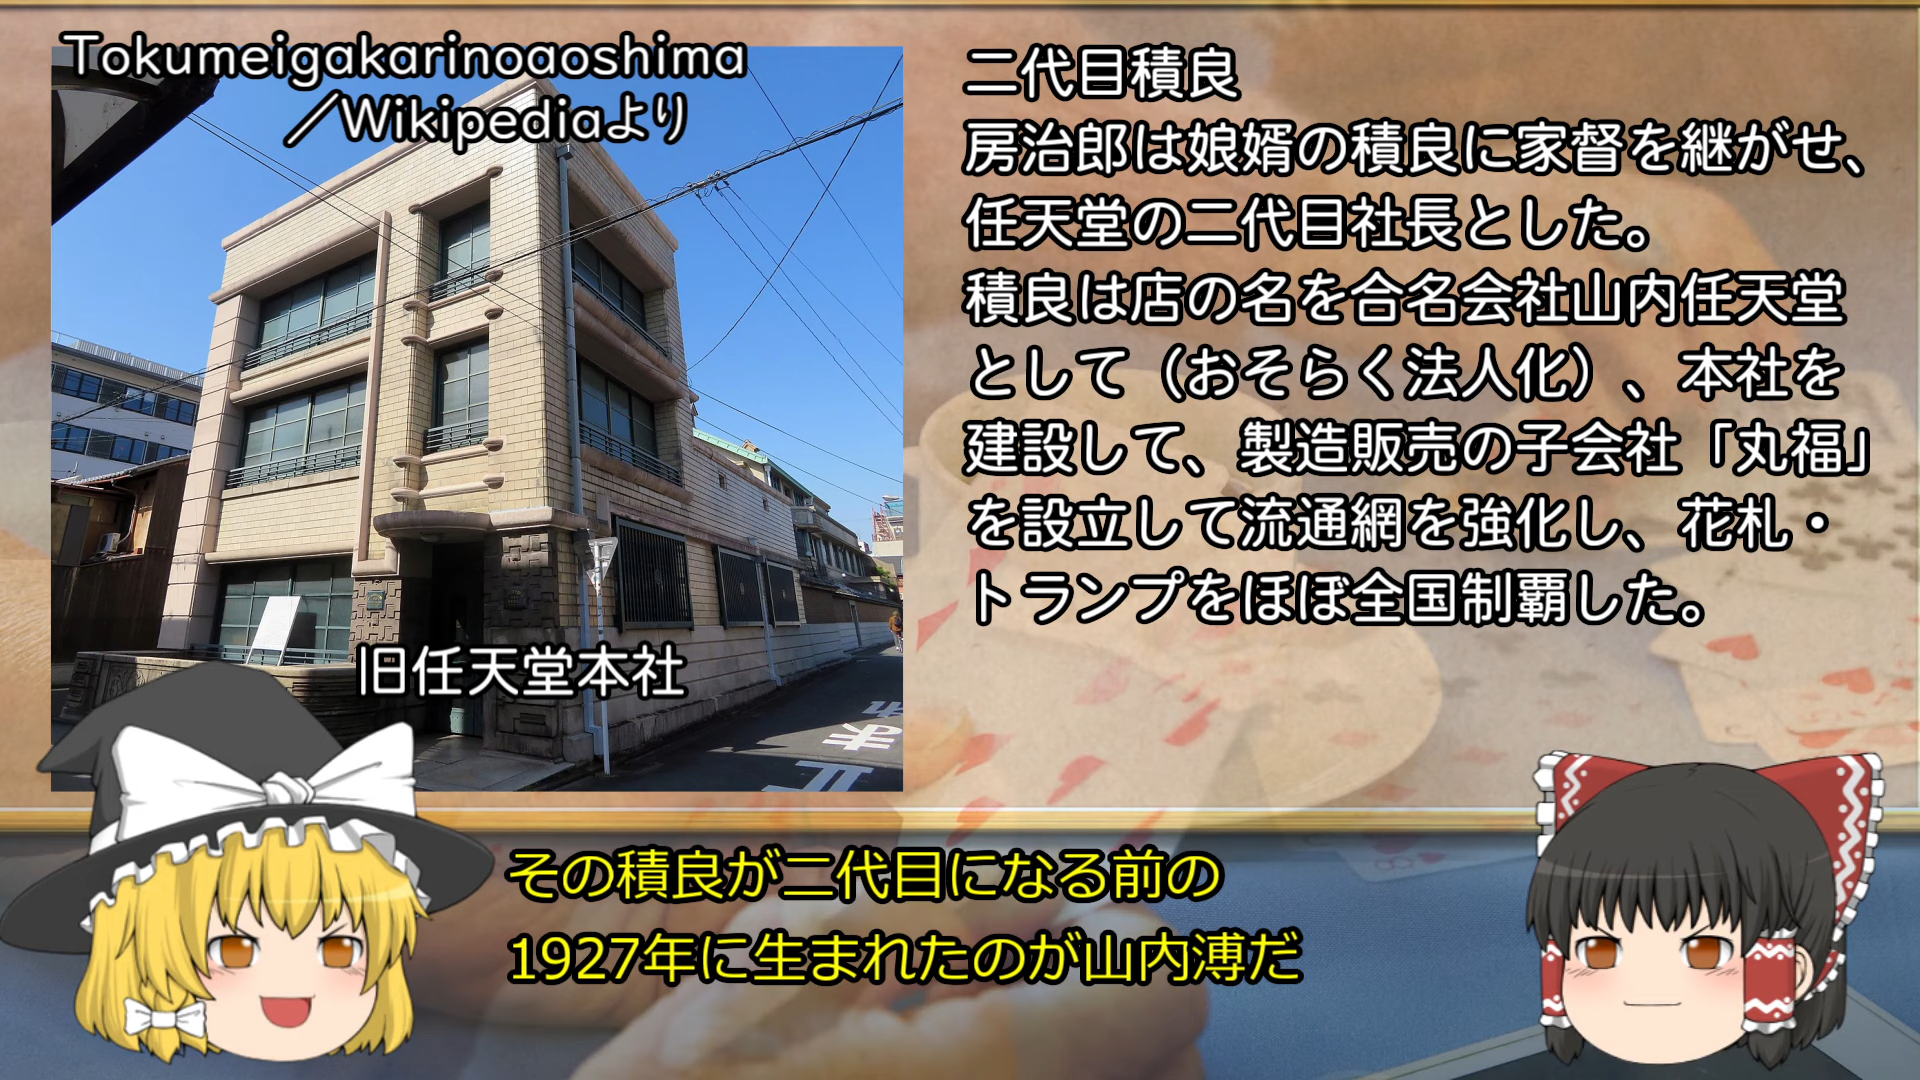 Tokumeigakarinoaoshima
／Wikipediaより
旧任天堂本社
二代目積良
房治郎は娘婿の積良に家督を継がせ、
任天堂の二代目社長とした。
積良は店の名を合名会社山内任天堂
として（おそらく法人化）、本社を
建設して、製造販売の子会社「丸福」
を設立して流通網を強化し、花札・
トランプをほぼ全国制覇した。
その積良が二代目になる前の
1927年に生まれたのが山内溥だ